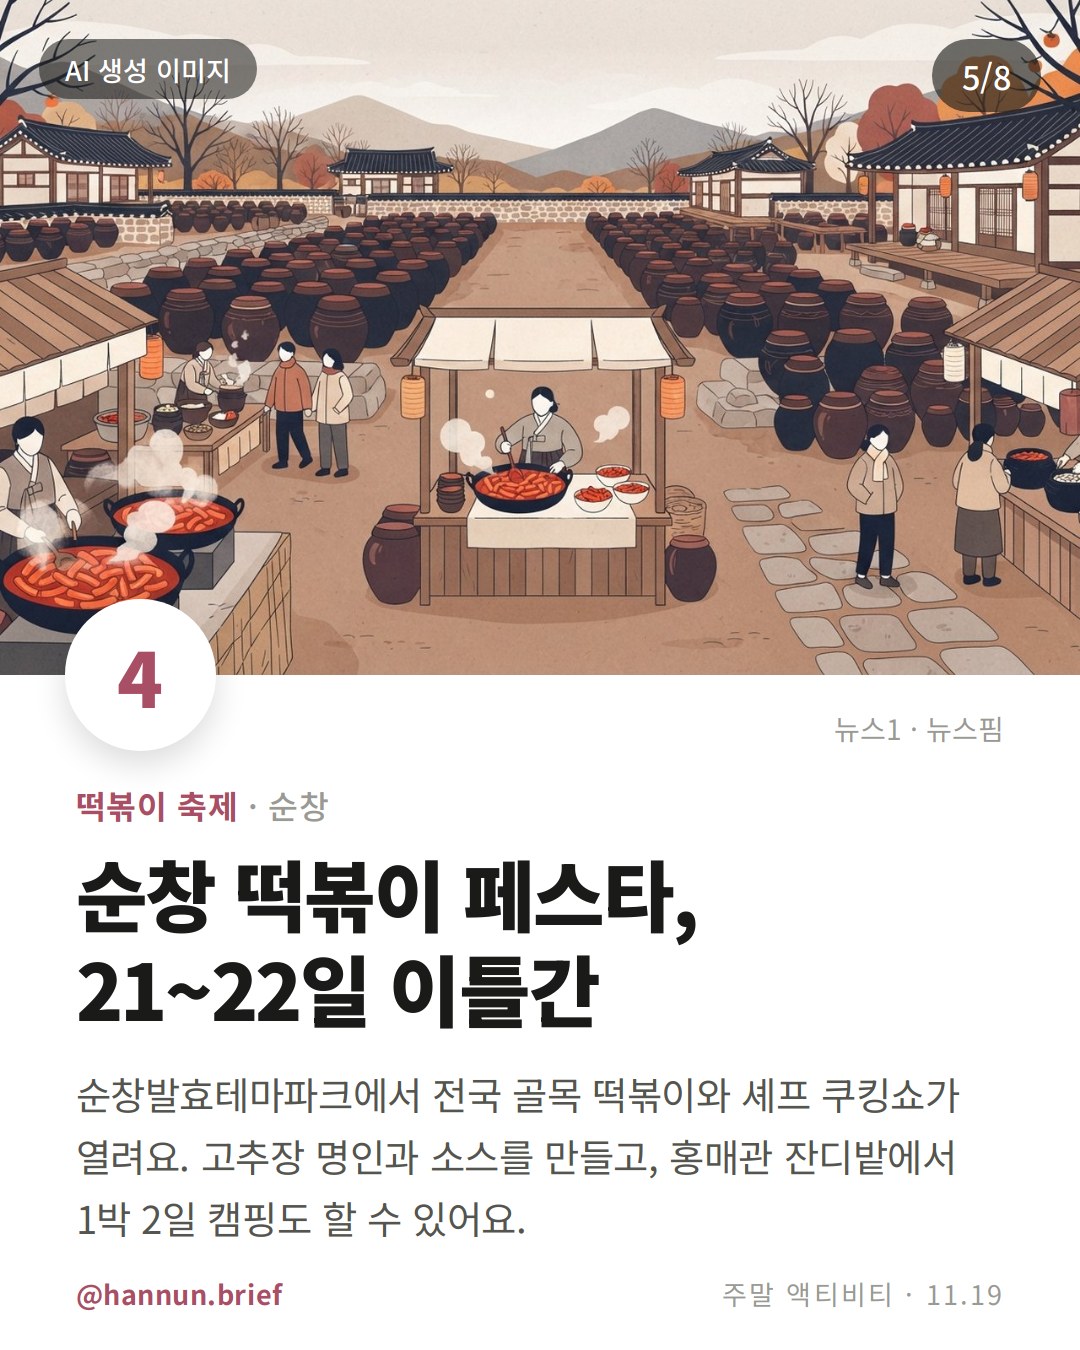 AI 생성 이미지
5/8
4
뉴스1 · 뉴스핌
떡볶이 축제 · 순창
순창 떡볶이 페스타,
21~22일 이틀간
순창발효테마파크에서 전국 골목 떡볶이와 셰프 쿠킹쇼가
열려요. 고추장 명인과 소스를 만들고, 홍매관 잔디밭에서
1박 2일 캠핑도 할 수 있어요.
@hannun.brief
주말 액티비티 · 11.19